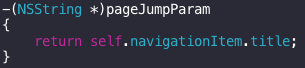 -(NSString *)pageJumpParam
{
    return self.navigationItem.title;
}